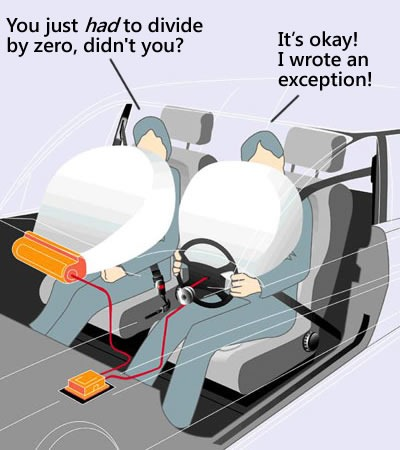 You just had to divide
by zero, didn't you?
It's okay!
I wrote an
exception!